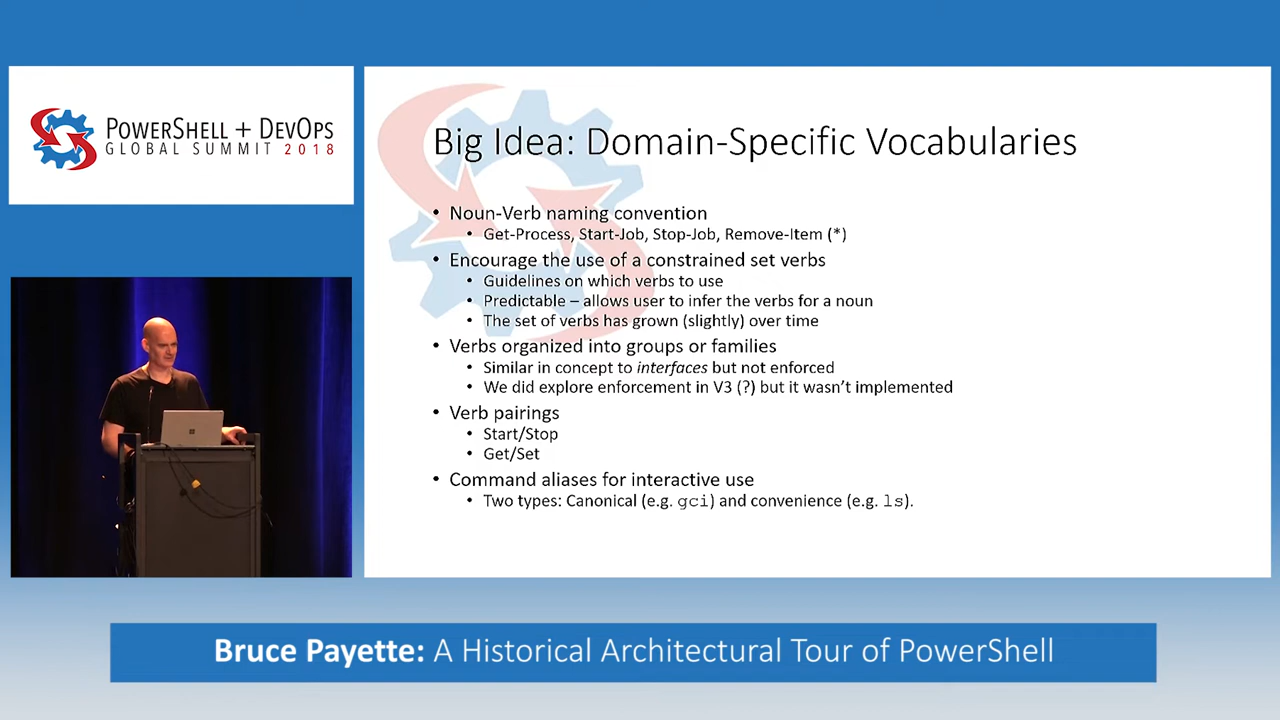 POWERSHELL + DEVOPS
GLOBAL SUMMIT 2018
Big Idea: Domain-Specific Vocabularies
• Noun-Verb naming convention
• Get-Process, Start-Job, Stop-Job, Remove-Item (*)
• Encourage the use of a constrained set verbs
• Guidelines on which verbs to use
• Predictable – allows user to infer the verbs for a noun
• The set of verbs has grown (slightly) over time
• Verbs organized into groups or families
• Similar in concept to interfaces but not enforced
• We did explore enforcement in V3 (?) but it wasn't implemented
• Verb pairings
• Start/Stop
• Get/Set
• Command aliases for interactive use
• Two types: Canonical (e.g. gci) and convenience (e.g. ls).
Bruce Payette: A Historical Architectural Tour of PowerShell